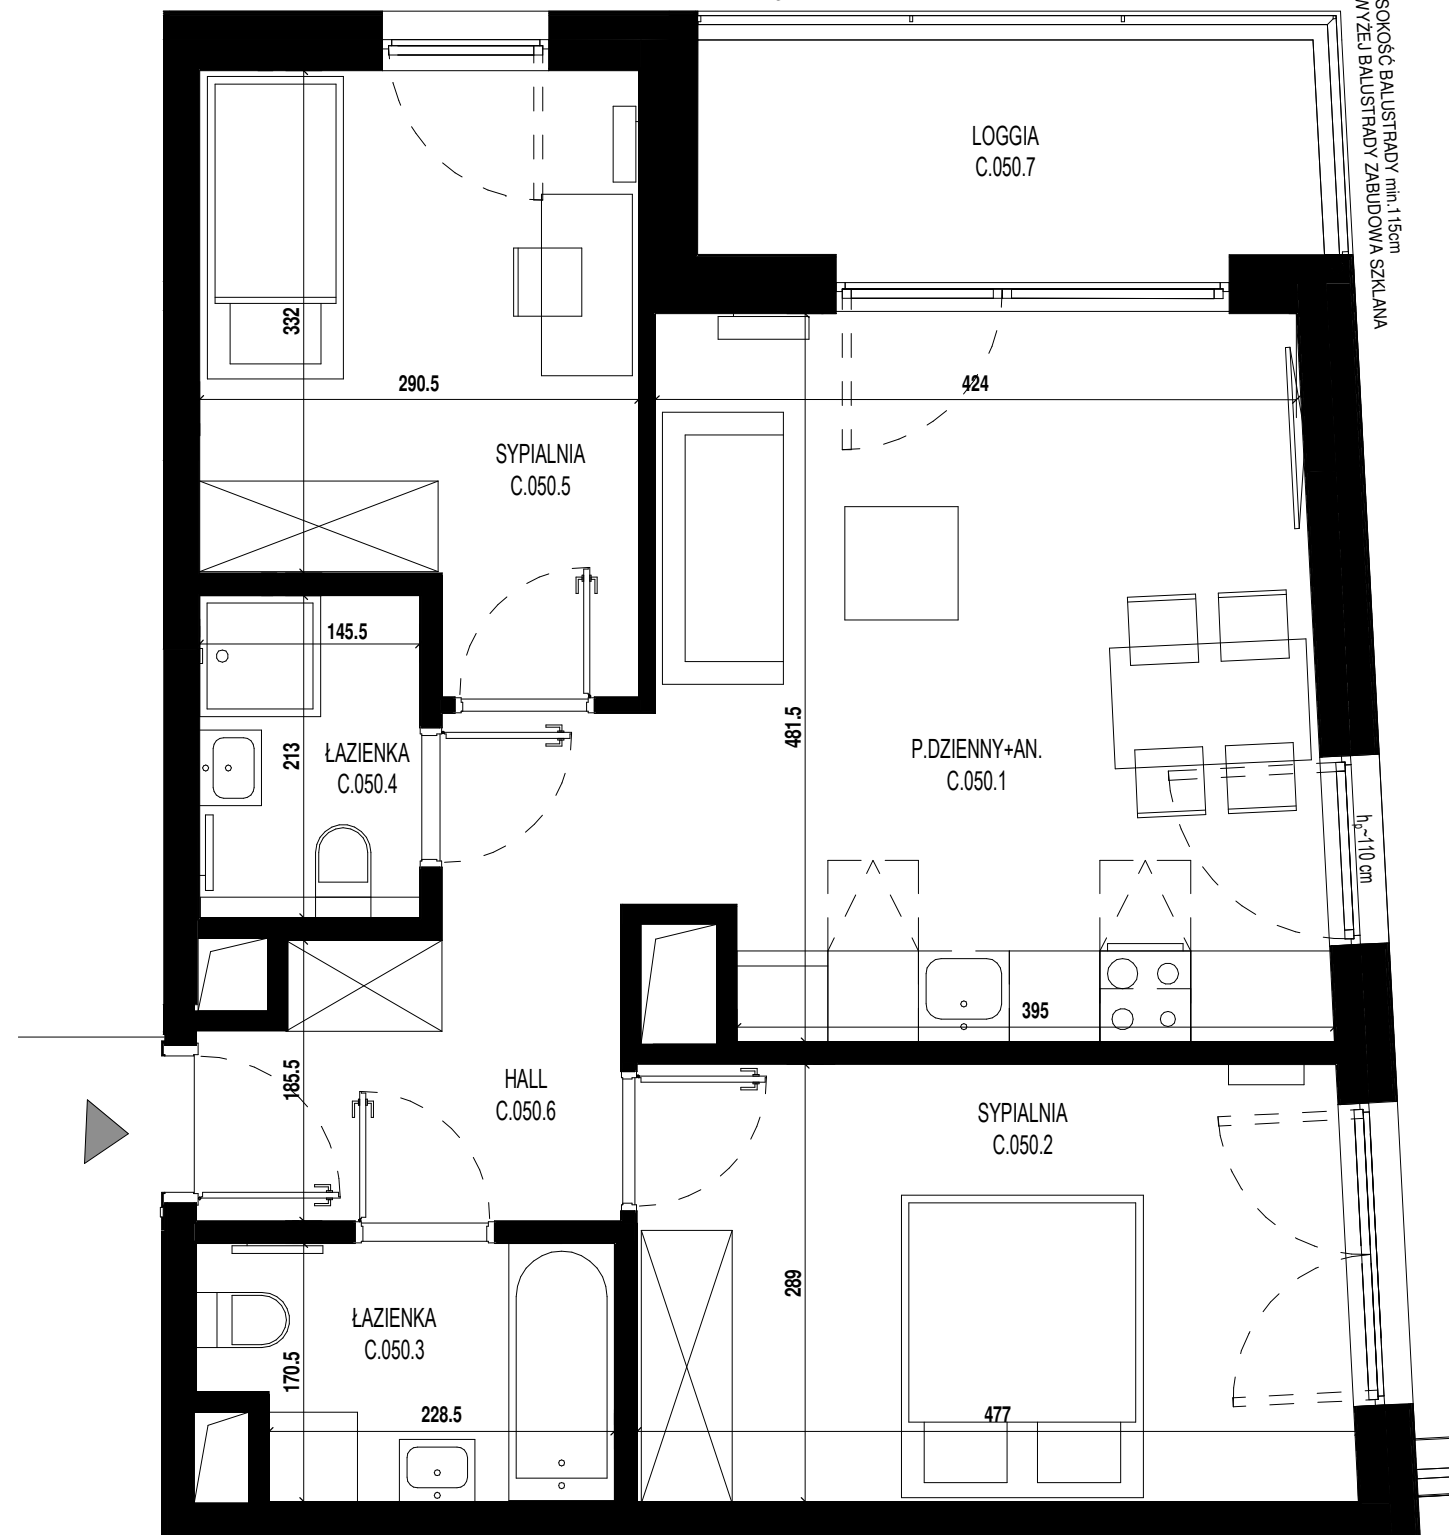 SOKOŚĆ BALUSTRADY min.115cm
WYŻEJ BALUSTRADY ZABUDOWA SZKLANA
LOGGIA
C.050.7
332
290.5
424
SYPIALNIA
C.050.5
145.5
213
ŁAZIENKA
C.050.4
481.5
P.DZIENNY+AN.
C.050.1
hp~110 cm
395
185.5
HALL
C.050.6
SYPIALNIA
C.050.2
289
ŁAZIENKA
C.050.3
170.5
228.5
477